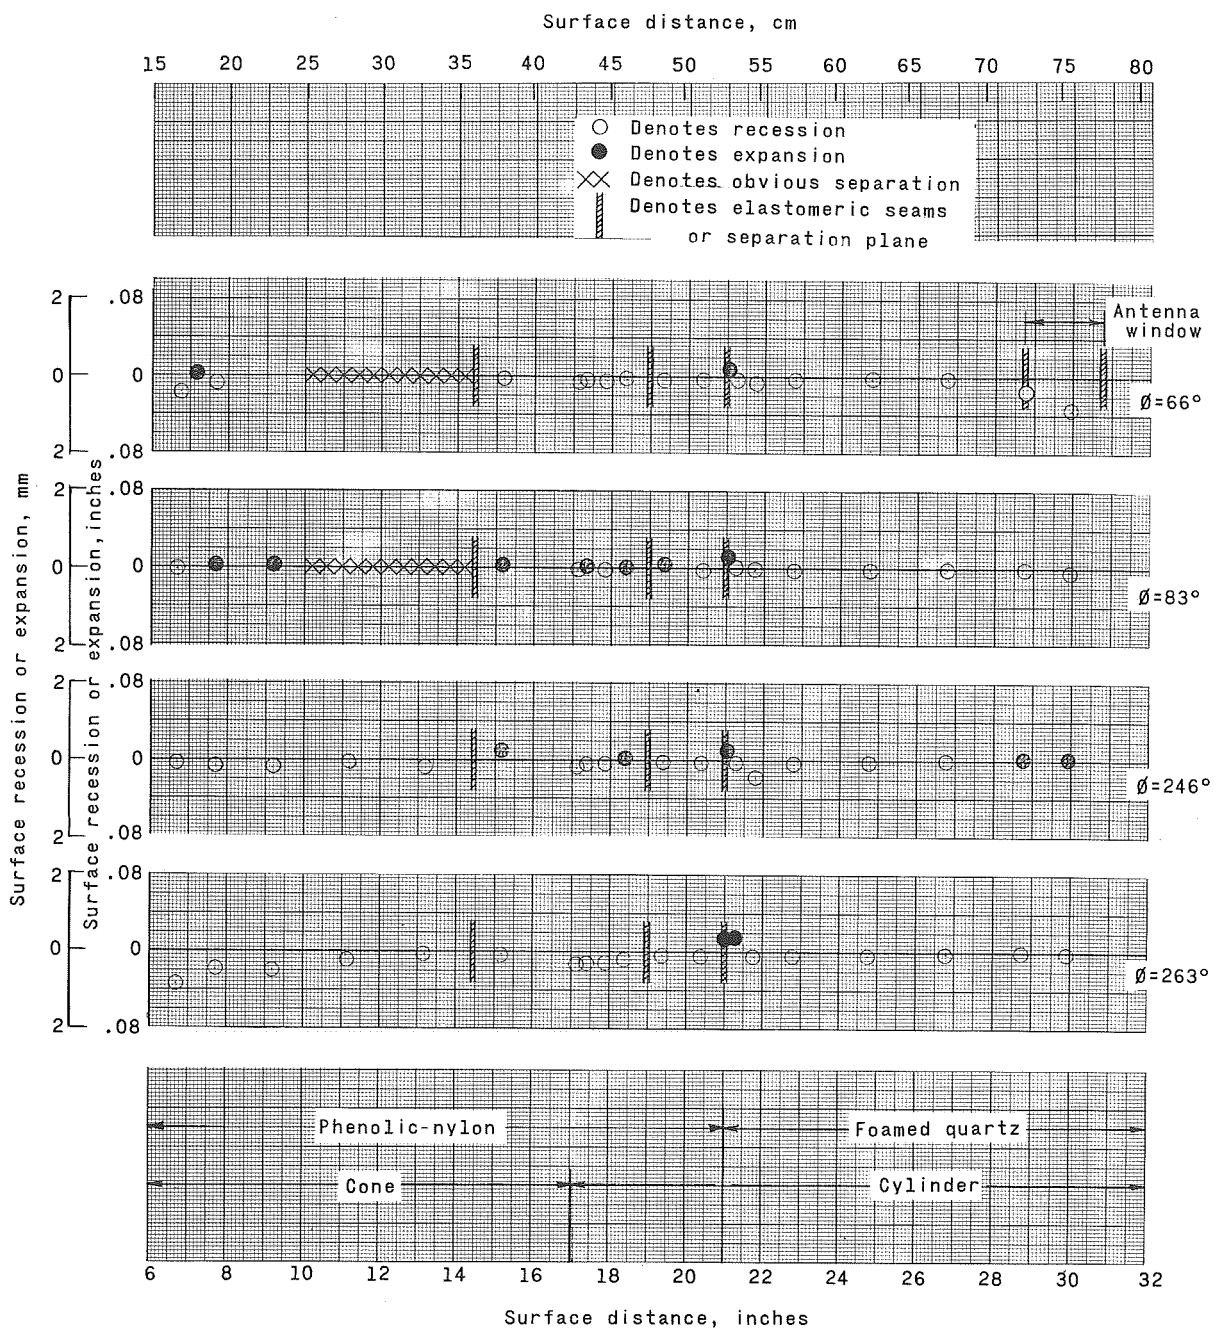 Surface distance, cm
15 20 25 30 35 40 45 50 55 60 65 70 75 80
Denotes recession
Denotes expansion
Denotes obvious separation
Denotes elastomeric seams
or separation plane
Surface recession or expansion, mm
Surface recession or expansion, inches
2 .08
0 0
2 .08
Antenna
window
Ø=66°
2 .08
0 0
2 .08
Ø=83°
2 .08
0 0
2 .08
Ø=246°
2 .08
0 0
2 .08
Ø=263°
Phenolic-nylon
Foamed quartz
Cone
Cylinder
6 8 10 12 14 16 18 20 22 24 26 28 30 32
Surface distance, inches